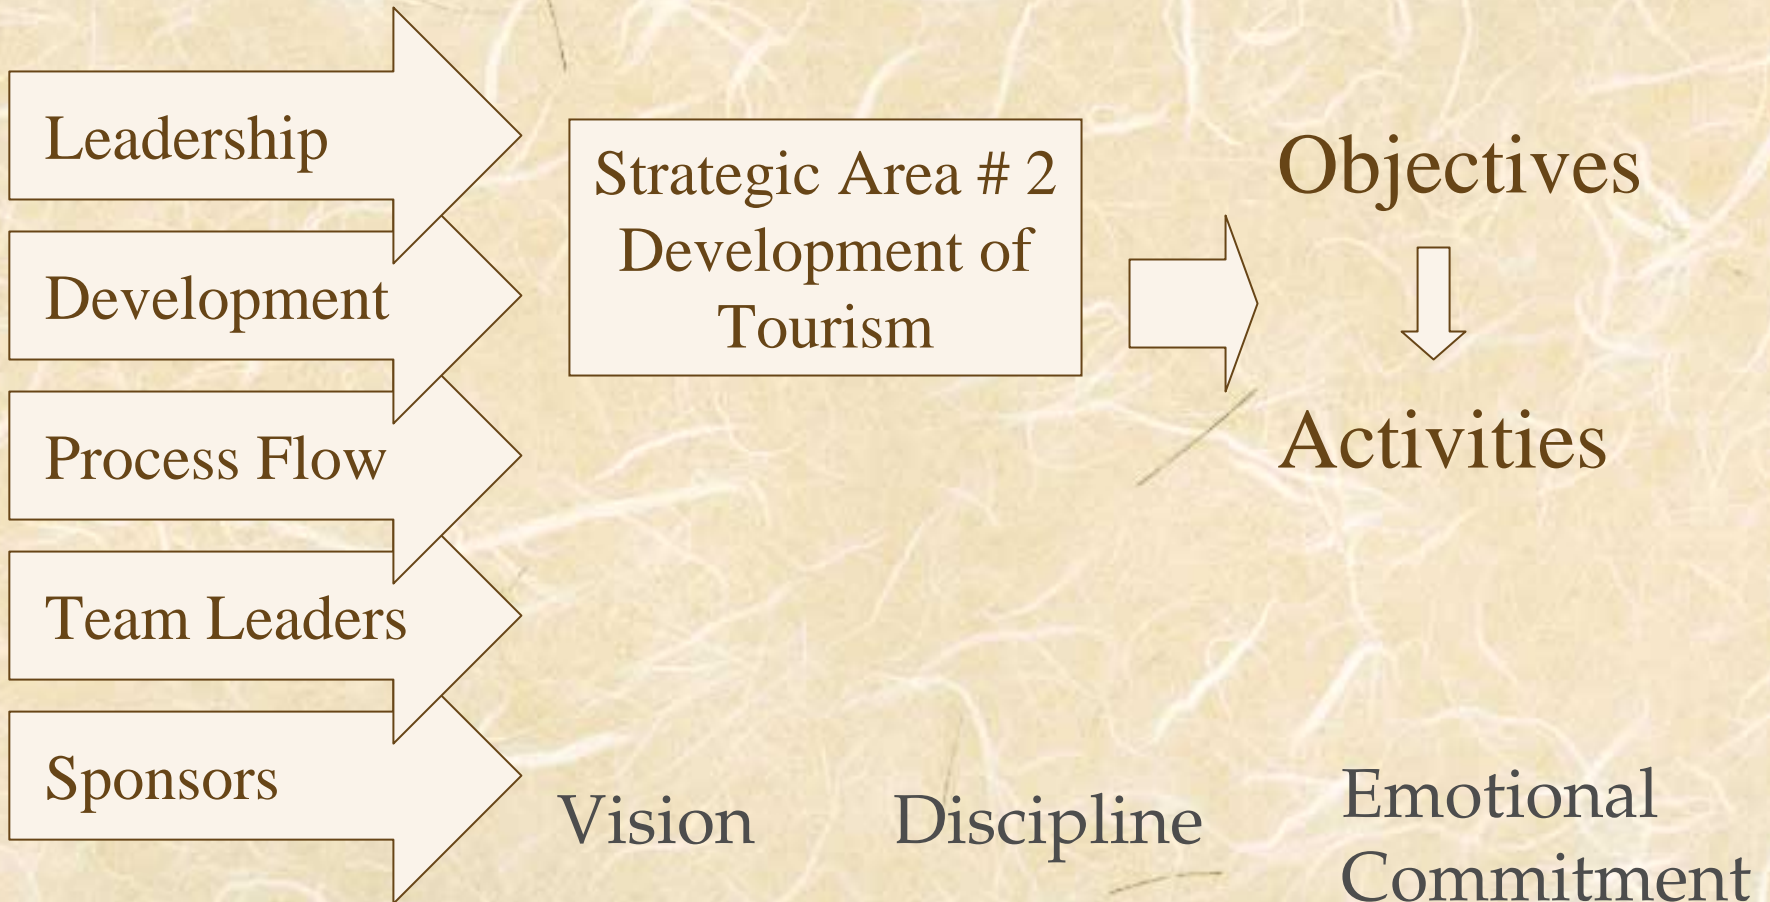 Leadership
Development
Process Flow
Team Leaders
Sponsors
Strategic Area # 2
Development of
Tourism
Objectives
Activities
Vision
Discipline
Emotional
Commitment